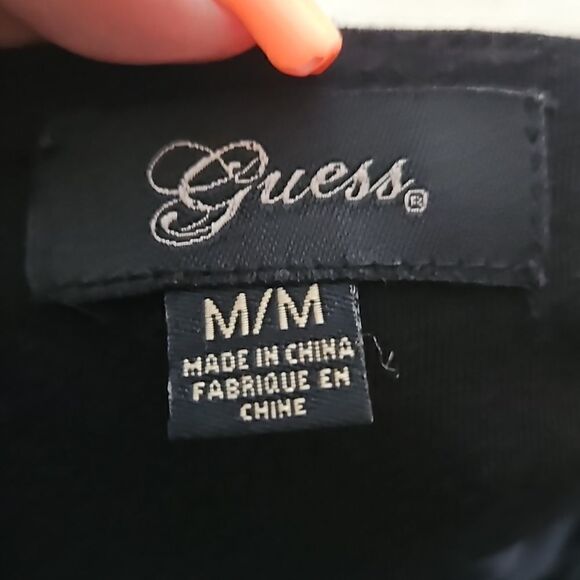 Guess®
M/M
MADE IN CHINA
FABRIQUE EN
CHINE